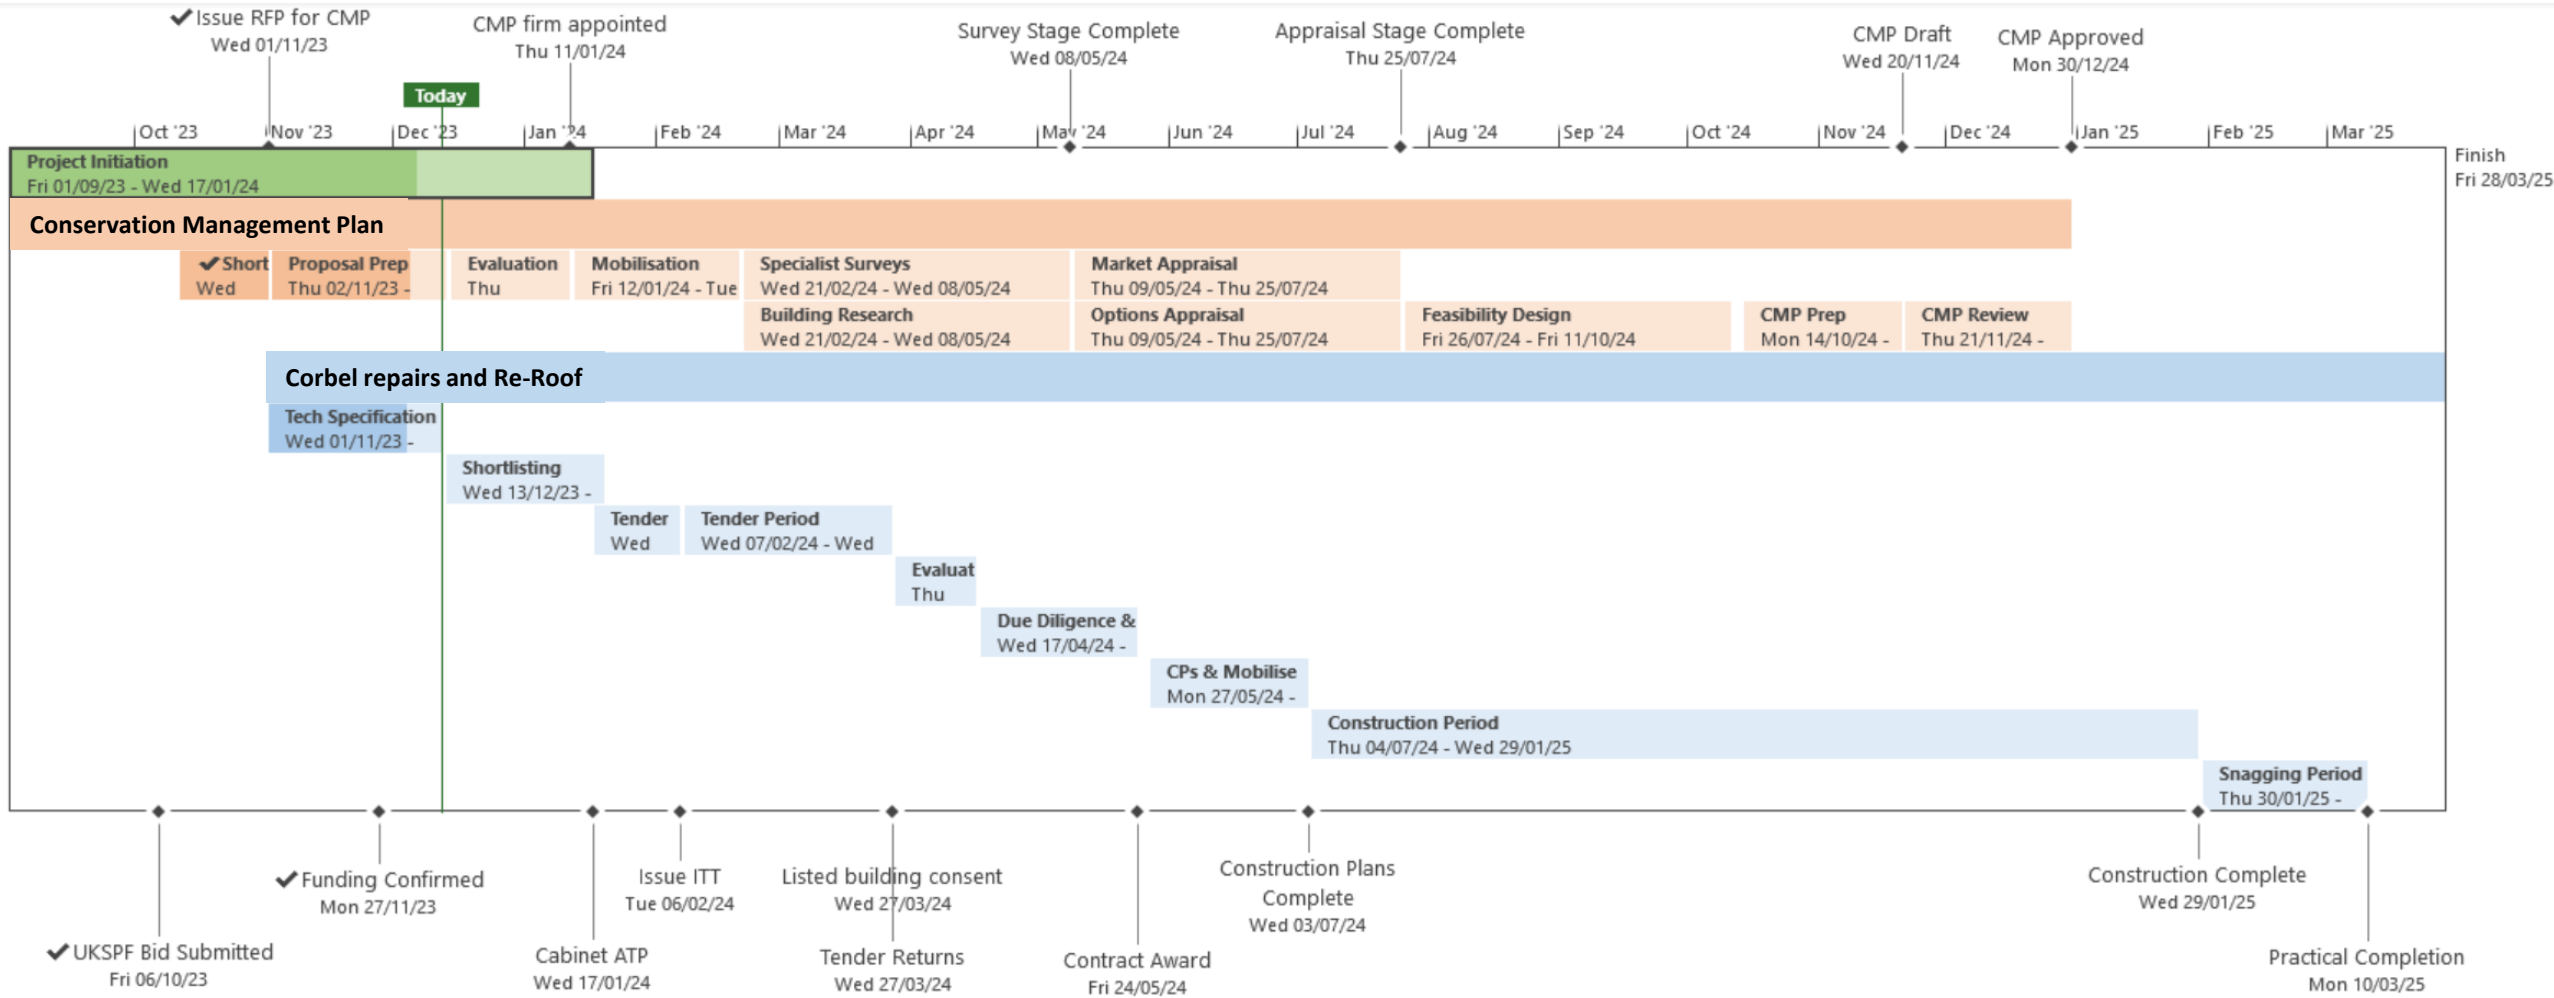 ✔Issue RFP for CMP
Wed 01/11/23
CMP firm appointed
Thu 11/01/24
Survey Stage Complete
Wed 08/05/24
Appraisal Stage Complete
Thu 25/07/24
CMP Draft
Wed 20/11/24
CMP Approved
Mon 30/12/24
Today
Oct '23 Nov '23 Dec '23 Jan '24 Feb '24 Mar '24 Apr '24 May '24 Jun '24 Jul '24 Aug '24 Sep '24 Oct '24 Nov '24 Dec '24 Jan '25 Feb '25 Mar '25
Project Initiation
Fri 01/09/23 - Wed 17/01/24
Finish
Fri 28/03/25
Conservation Management Plan
✔Short
Wed
Proposal Prep
Thu 02/11/23 -
Evaluation
Thu
Mobilisation
Fri 12/01/24 - Tue
Specialist Surveys
Wed 21/02/24 - Wed 08/05/24
Market Appraisal
Thu 09/05/24 - Thu 25/07/24
Building Research
Wed 21/02/24 - Wed 08/05/24
Options Appraisal
Thu 09/05/24 - Thu 25/07/24
Feasibility Design
Fri 26/07/24 - Fri 11/10/24
CMP Prep
Mon 14/10/24 -
CMP Review
Thu 21/11/24 -
Corbel repairs and Re-Roof
Tech Specification
Wed 01/11/23 -
Shortlisting
Wed 13/12/23 -
Tender
Wed
Tender Period
Wed 07/02/24 - Wed
Evaluat
Thu
Due Diligence &
Wed 17/04/24 -
CPs & Mobilise
Mon 27/05/24 -
Construction Period
Thu 04/07/24 - Wed 29/01/25
Snagging Period
Thu 30/01/25 -
✔UKSPF Bid Submitted
Fri 06/10/23
✔Funding Confirmed
Mon 27/11/23
Cabinet ATP
Wed 17/01/24
Issue ITT
Tue 06/02/24
Listed building consent
Wed 27/03/24
Tender Returns
Wed 27/03/24
Contract Award
Fri 24/05/24
Construction Plans
Complete
Wed 03/07/24
Construction Complete
Wed 29/01/25
Practical Completion
Mon 10/03/25